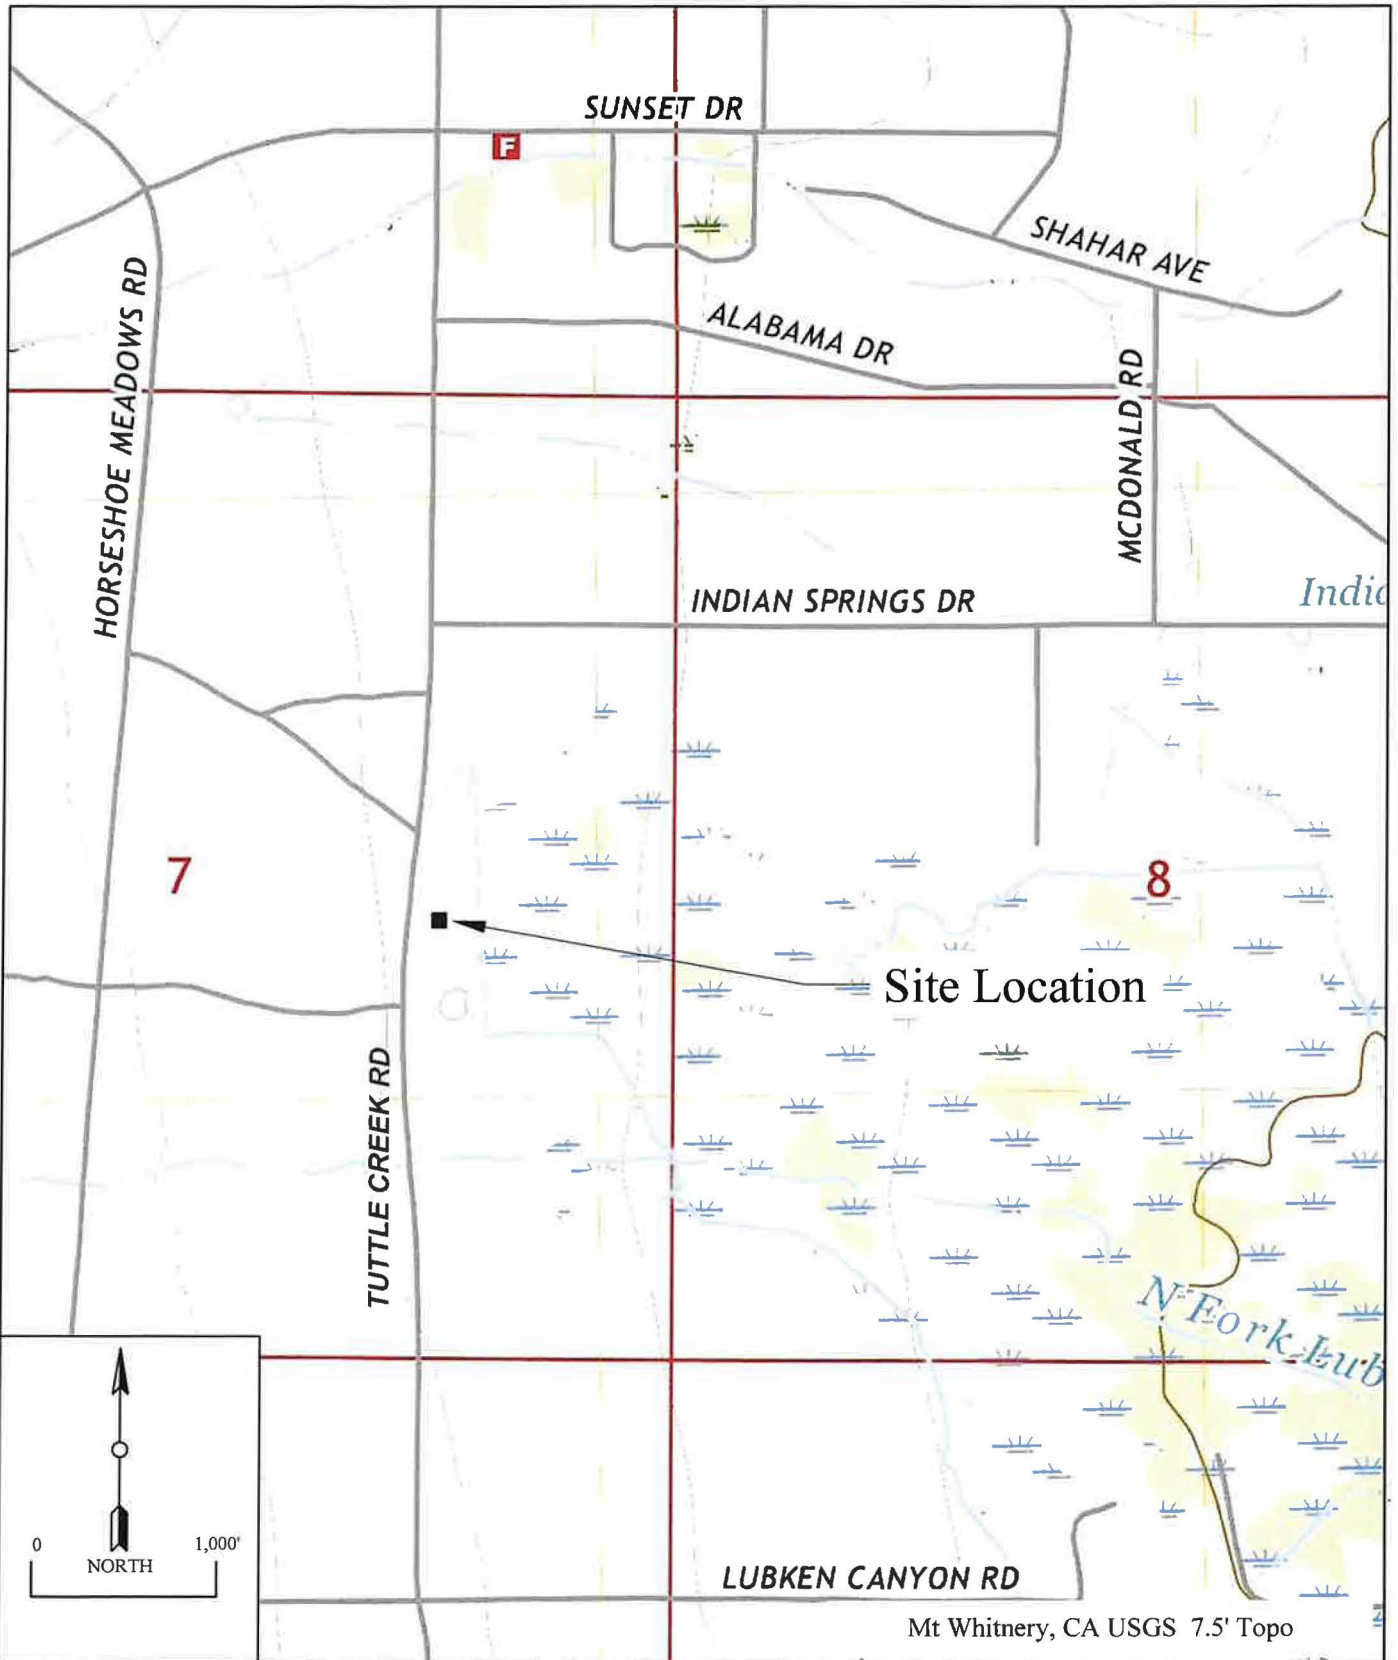 SUNSET DR
F
SHAHAR AVE
HORSESHOE MEADOWS RD
ALABAMA DR
MCDONALD RD
INDIAN SPRINGS DR
Indic
7
8
Site Location
TUTTLE CREEK RD
N Fork Lub
0
1,000'
NORTH
LUBKEN CANYON RD
Mt Whitnery, CA USGS 7.5' Topo